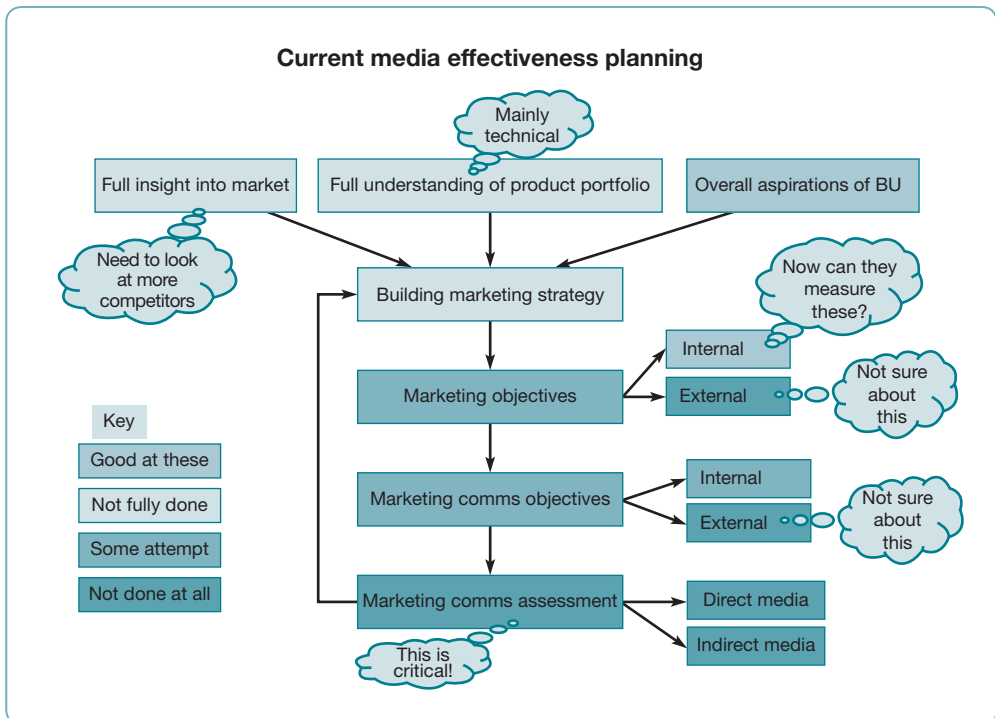 Current media effectiveness planning
Mainly
technical
Full insight into market
Full understanding of product portfolio
Overall aspirations of BU
Need to look
at more
competitors
Building marketing strategy
Now can they
measure
these?
Internal
Marketing objectives
External
Not sure
about
this
Key
Good at these
Not fully done
Some attempt
Not done at all
Marketing comms objectives
Internal
External
Not sure
about
this
Marketing comms assessment
Direct media
Indirect media
This is
critical!